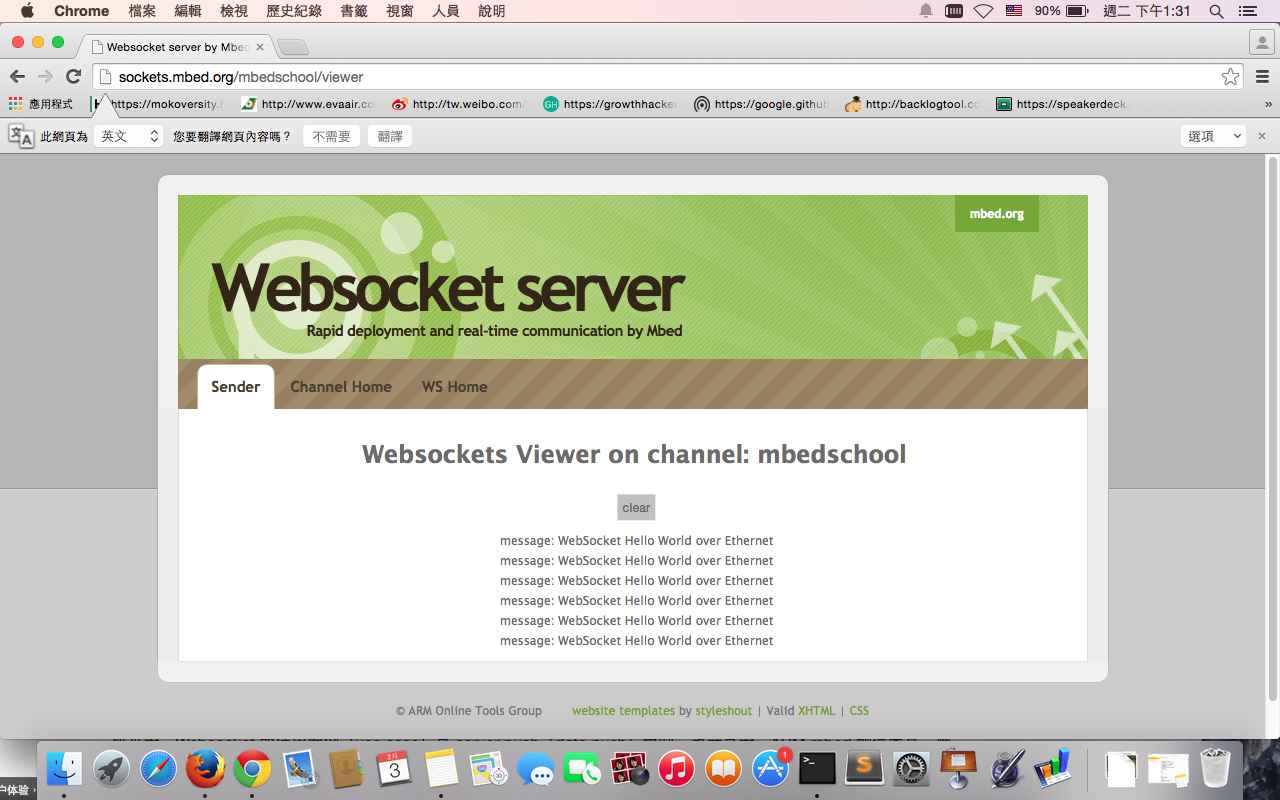 Chrome 檔案 編輯 檢視 歷史紀錄 書籤 視窗 人員 說明 90% 週二 下午1:31
Websocket server by Mbed
sockets.mbed.org/mbedschool/viewer
應用程式 https://mokoversity. http://www.evaair.co http://tw.weibo.com/ GH https://growthhacker https://google.github http://backlogtool.co https://speakerdeck. »
此網頁為 英文 您要翻譯網頁內容嗎？ 不需要 翻譯 選項
mbed.org
Websocket server
Rapid deployment and real-time communication by Mbed
Sender Channel Home WS Home
Websockets Viewer on channel: mbedschool
clear
message: WebSocket Hello World over Ethernet
message: WebSocket Hello World over Ethernet
message: WebSocket Hello World over Ethernet
message: WebSocket Hello World over Ethernet
message: WebSocket Hello World over Ethernet
message: WebSocket Hello World over Ethernet
© ARM Online Tools Group website templates by styleshout | Valid XHTML | CSS
2月
3
1
户体验，